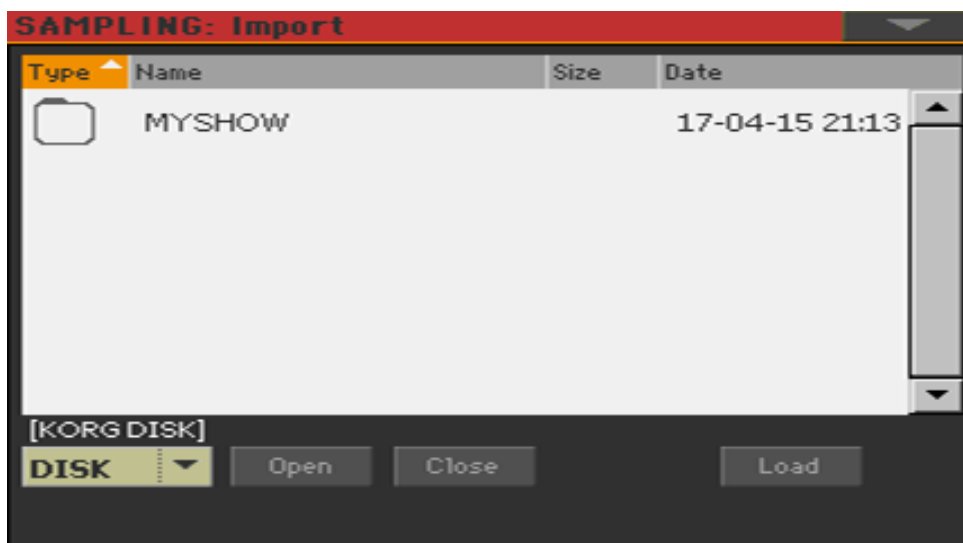 SAMPLING: Import
Type Name Size Date
MYSHOW 17-04-15 21:13
[KORG DISK]
DISK Open Close Load